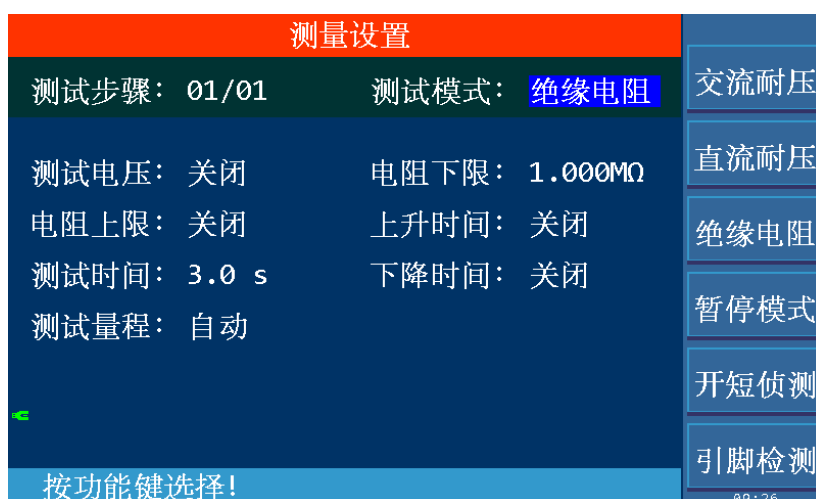 测量设置
测试步骤： 01/01 测试模式： 绝缘电阻
测试电压： 关闭 电阻下限： 1.000MΩ
电阻上限： 关闭 上升时间： 关闭
测试时间： 3.0 s 下降时间： 关闭
测试量程： 自动
按功能键选择!
交流耐压
直流耐压
绝缘电阻
暂停模式
开短侦测
引脚检测
09:26